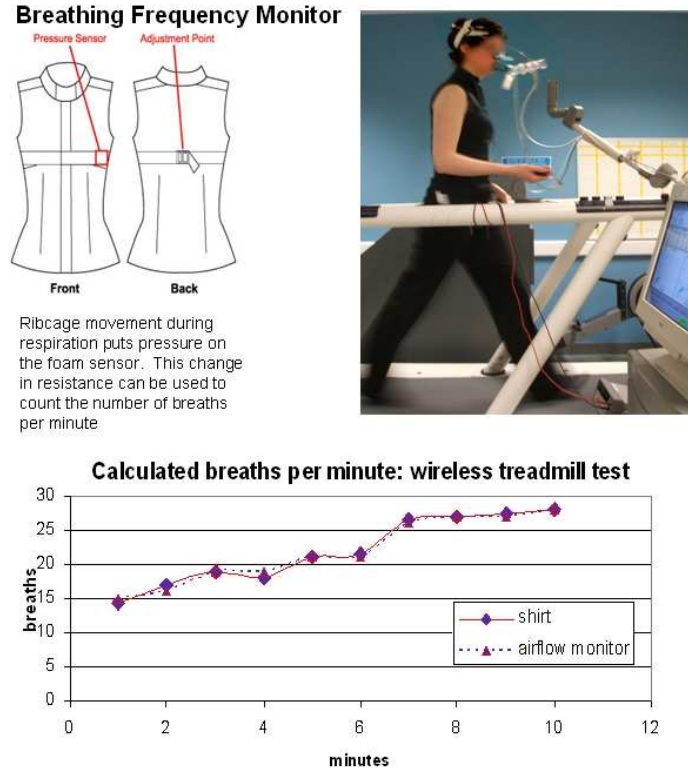 Breathing Frequency Monitor
Pressure Sensor
Adjustment Point
Front
Back
Ribcage movement during
respiration puts pressure on
the foam sensor. This change
in resistance can be used to
count the number of breaths
per minute
Calculated breaths per minute: wireless treadmill test
30
25
20
15
10
5
0
breaths
0 2 4 6 8 10 12
minutes
shirt
airflow monitor